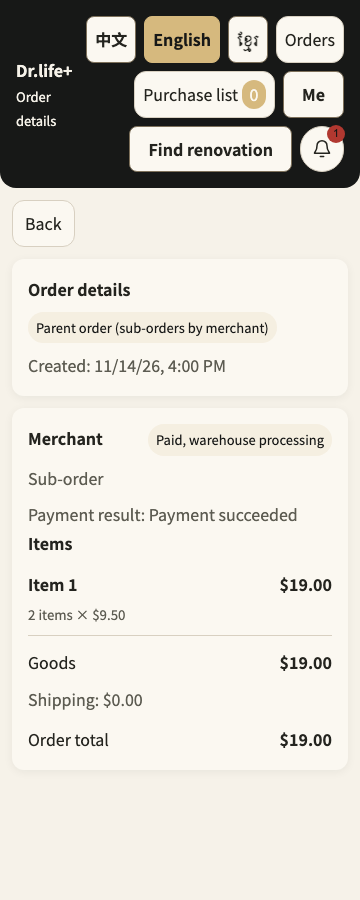 Dr.life+
Order
details
中文
English
ខ្មែរ
Orders
Purchase list 0
Me
Find renovation
1
Back
Order details
Parent order (sub-orders by merchant)
Created: 11/14/26, 4:00 PM
Merchant
Paid, warehouse processing
Sub-order
Payment result: Payment succeeded
Items
Item 1 $19.00
2 items × $9.50
Goods $19.00
Shipping: $0.00
Order total $19.00